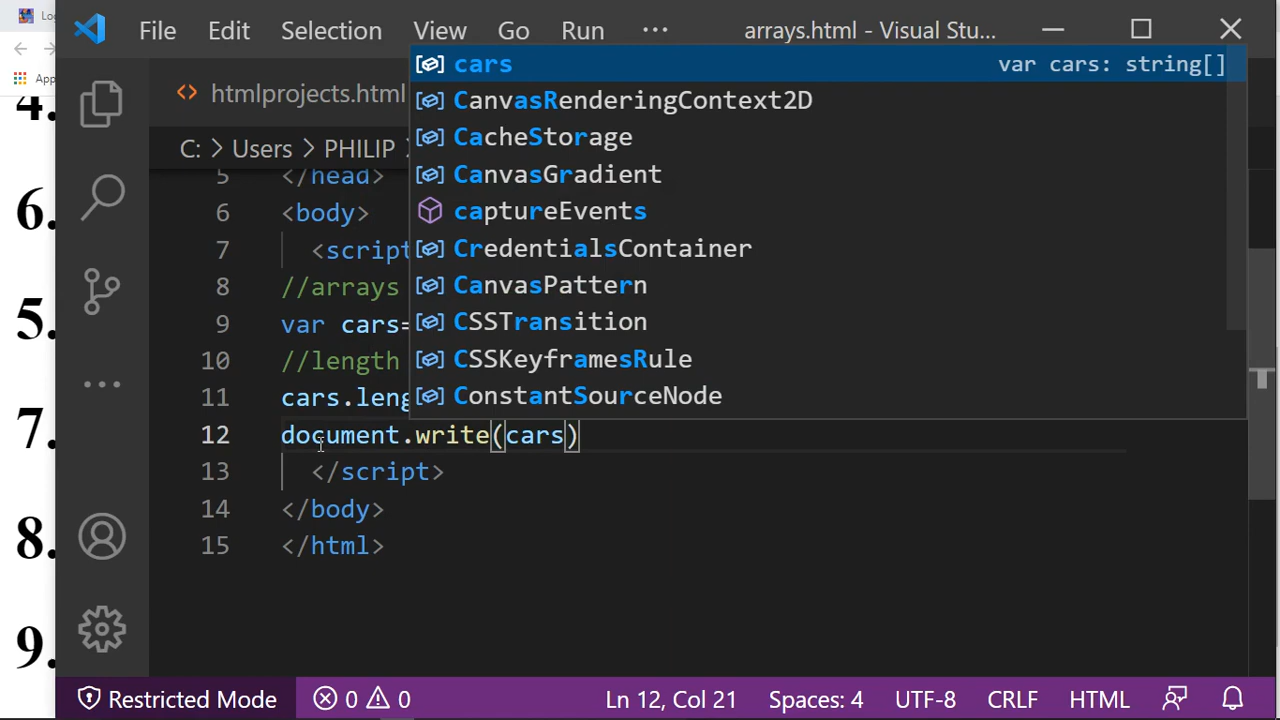 Log
File Edit Selection View Go Run ··· arrays.html - Visual Stu...
App
htmlprojects.html
C: > Users > PHILIP >
cars var cars: string[]
CanvasRenderingContext2D
CacheStorage
CanvasGradient
captureEvents
CredentialsContainer
CanvasPattern
CSSTransition
CSSKeyframesRule
ConstantSourceNode
5 </head>
6 <body>
7 <script
8 //arrays
9 var cars=
10 //length
11 cars.leng
12 document.write(cars)
13 </script>
14 </body>
15 </html>
4.
6.
5.
7.
8.
9.
Restricted Mode 0 0 Ln 12, Col 21 Spaces: 4 UTF-8 CRLF HTML